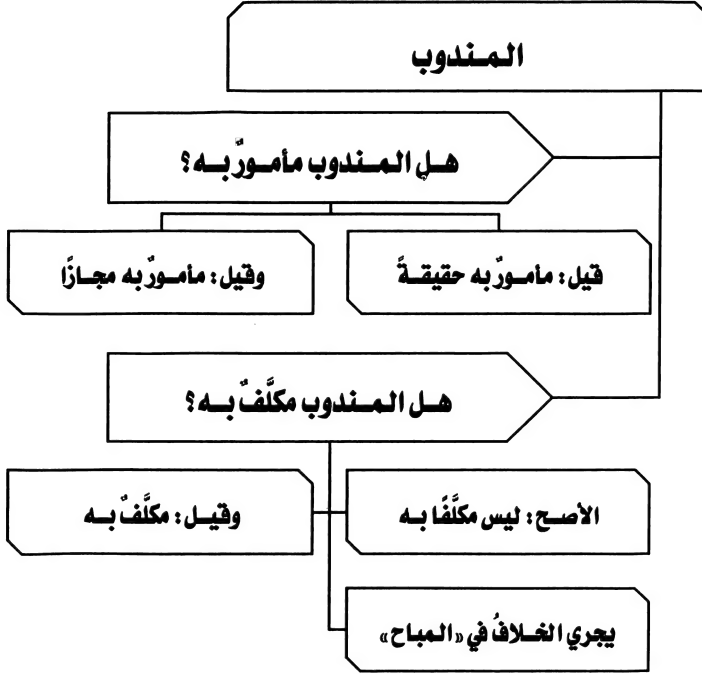 المندوب
هل المندوب مأمورٌ به؟
قيل: مأمورٌ به حقيقةً
وقيل: مأمورٌ به مجازًا
هل المندوب مكلَّفٌ به؟
الأصح: ليس مكلَّفًا به
وقيل: مكلَّفٌ به
يجري الخلافُ في «المباح»